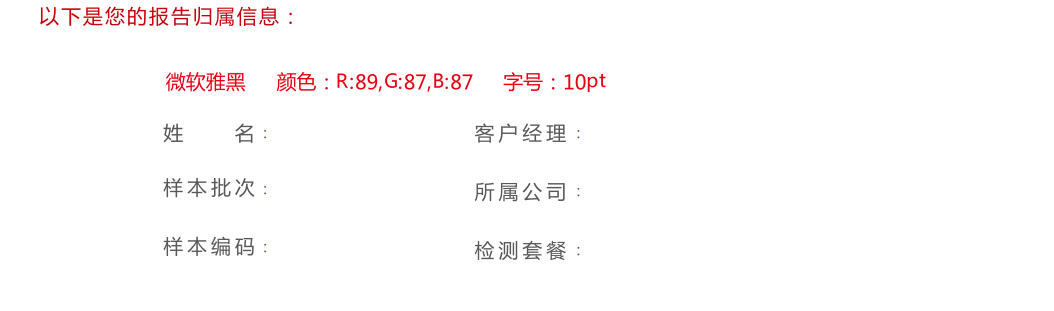 以下是您的报告归属信息：
微软雅黑 颜色：R:89,G:87,B:87 字号：10pt
姓 名： 客户经理：
样本批次： 所属公司：
样本编码： 检测套餐：